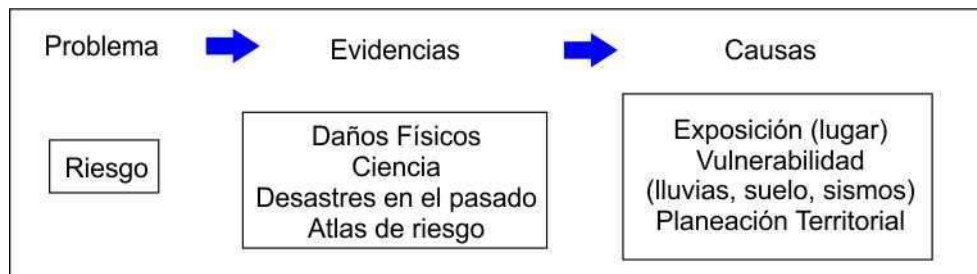 Problema
Evidencias
Causas
Riesgo
Daños Físicos
Ciencia
Desastres en el pasado
Atlas de riesgo
Exposición (lugar)
Vulnerabilidad
(lluvias, suelo, sismos)
Planeación Territorial